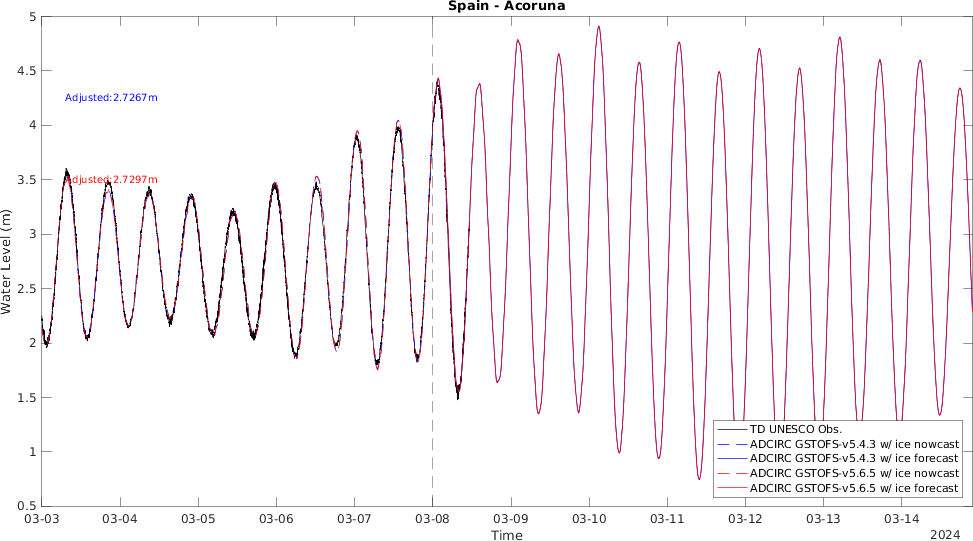 Spain - Acoruna
5
4.5
4
3.5
3
2.5
2
1.5
1
0.5
Water Level (m)
Adjusted:2.7267m
Adjusted:2.7297m
TD UNESCO Obs.
ADCIRC GSTOFS-v5.4.3 w/ ice nowcast
ADCIRC GSTOFS-v5.4.3 w/ ice forecast
ADCIRC GSTOFS-v5.6.5 w/ ice nowcast
ADCIRC GSTOFS-v5.6.5 w/ ice forecast
03-03 03-04 03-05 03-06 03-07 03-08 03-09 03-10 03-11 03-12 03-13 03-14
Time
2024